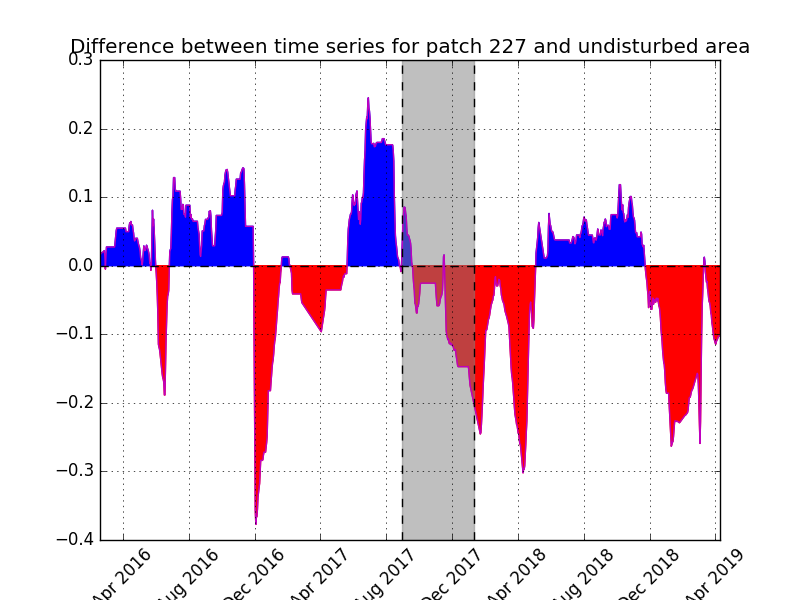 Difference between time series for patch 227 and undisturbed area
0.3
0.2
0.1
0.0
−0.1
−0.2
−0.3
−0.4
Apr 2016
Aug 2016
Dec 2016
Apr 2017
Aug 2017
Dec 2017
Apr 2018
Aug 2018
Dec 2018
Apr 2019